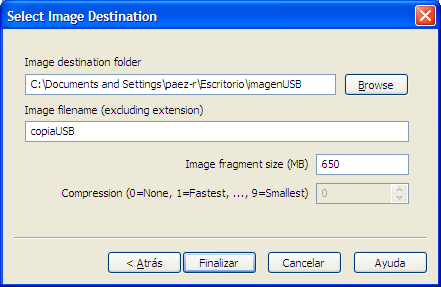 Select Image Destination
Image destination folder
C:\Documents and Settings\paez-r\Escritorio\imagenUSB
Browse
Image filename (excluding extension)
copiaUSB
Image fragment size (MB) 650
Compression (0=None, 1=Fastest, ..., 9=Smallest) 0
< Atrás Finalizar Cancelar Ayuda